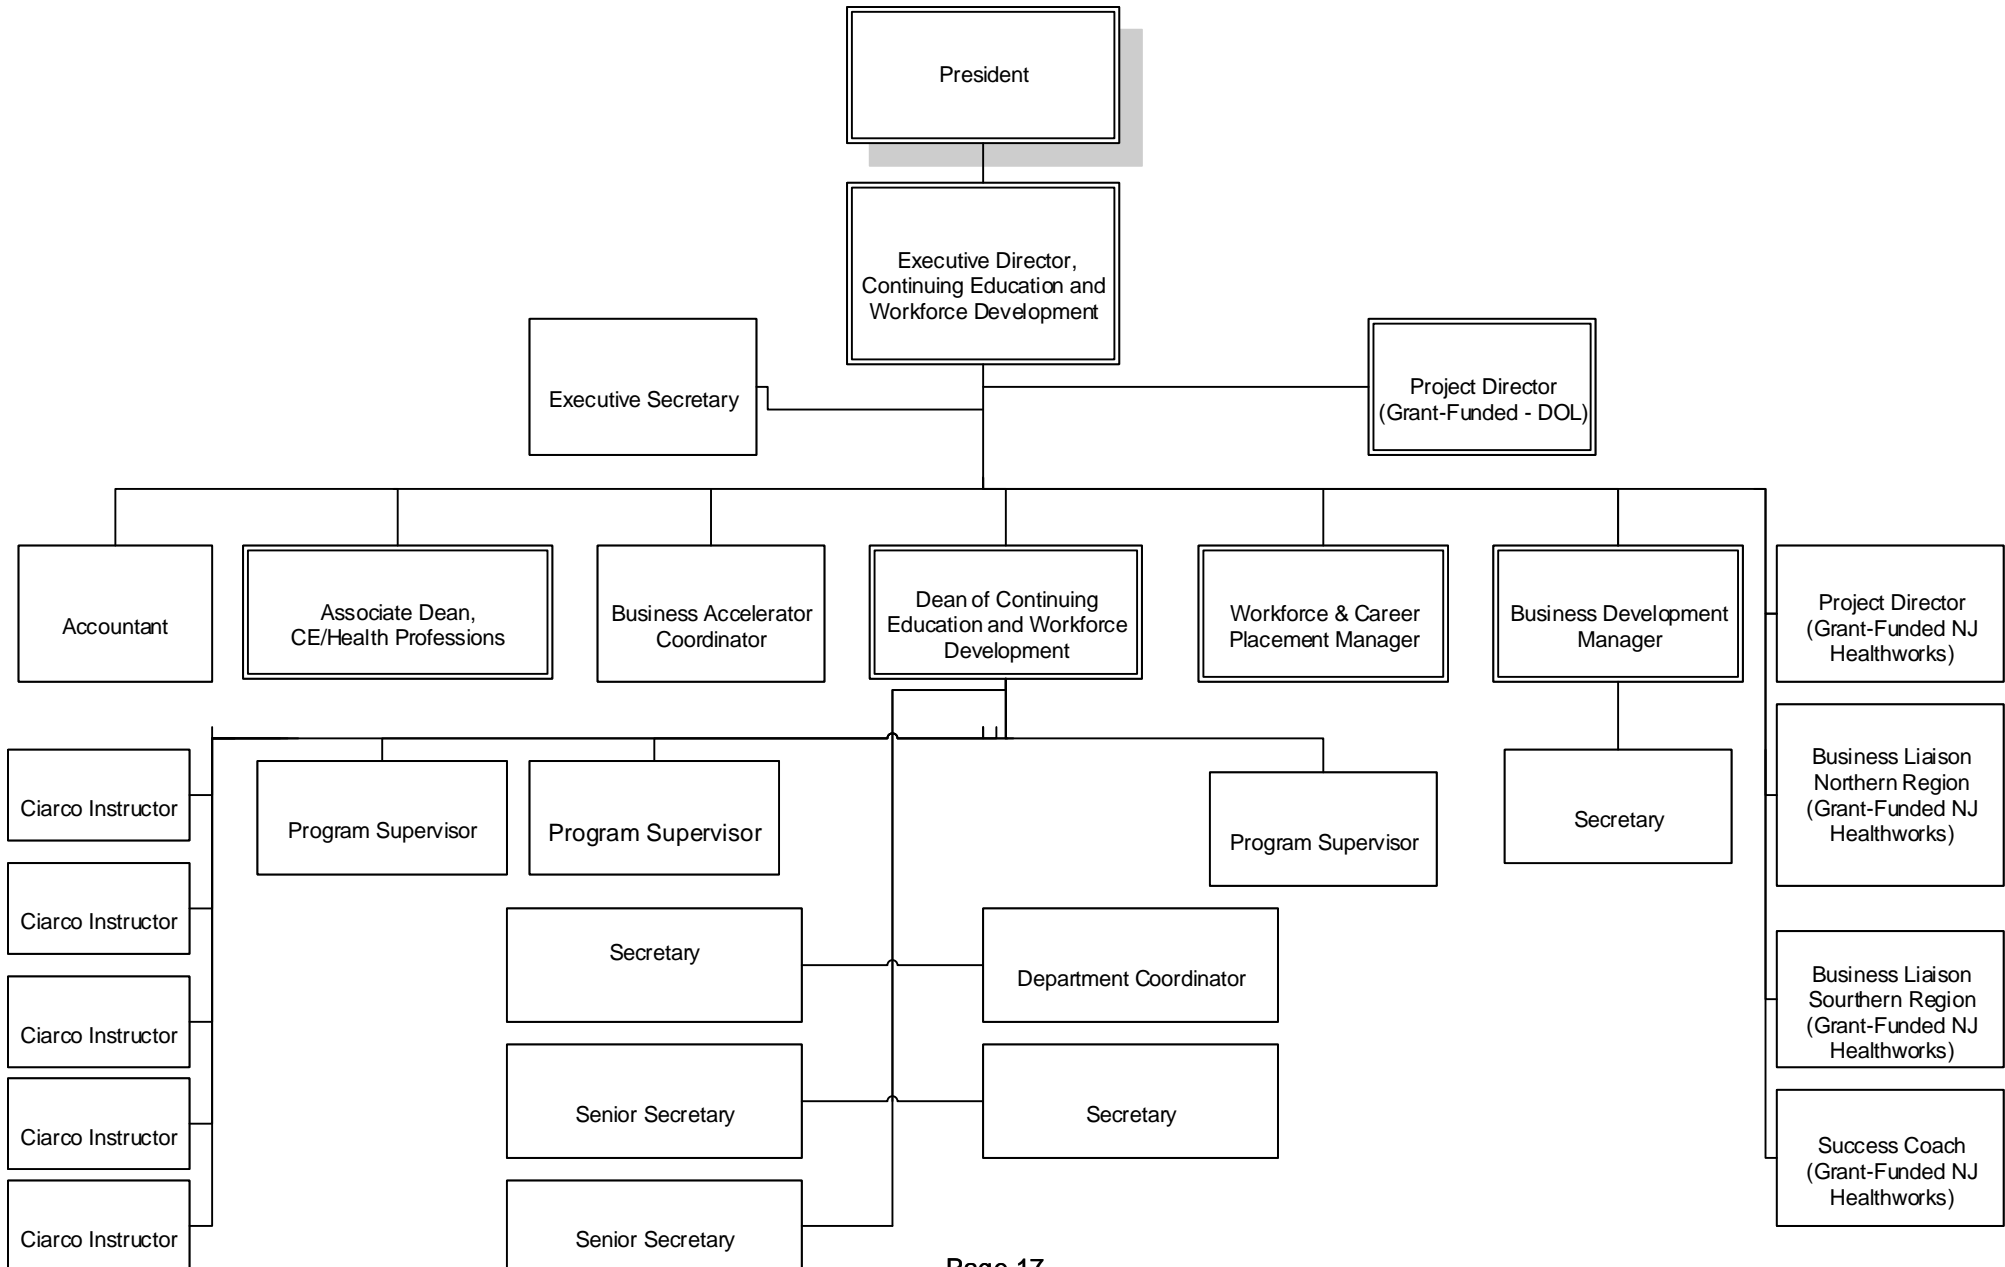 President
Executive Director,
Continuing Education and
Workforce Development
Executive Secretary
Project Director
(Grant-Funded - DOL)
Accountant
Associate Dean,
CE/Health Professions
Business Accelerator
Coordinator
Dean of Continuing
Education and Workforce
Development
Workforce & Career
Placement Manager
Business Development
Manager
Project Director
(Grant-Funded NJ
Healthworks)
Ciarco Instructor
Program Supervisor
Program Supervisor
Program Supervisor
Secretary
Business Liaison
Northern Region
(Grant-Funded NJ
Healthworks)
Ciarco Instructor
Secretary
Department Coordinator
Business Liaison
Sourthern Region
(Grant-Funded NJ
Healthworks)
Ciarco Instructor
Ciarco Instructor
Senior Secretary
Secretary
Success Coach
(Grant-Funded NJ
Healthworks)
Ciarco Instructor
Senior Secretary
Page 17